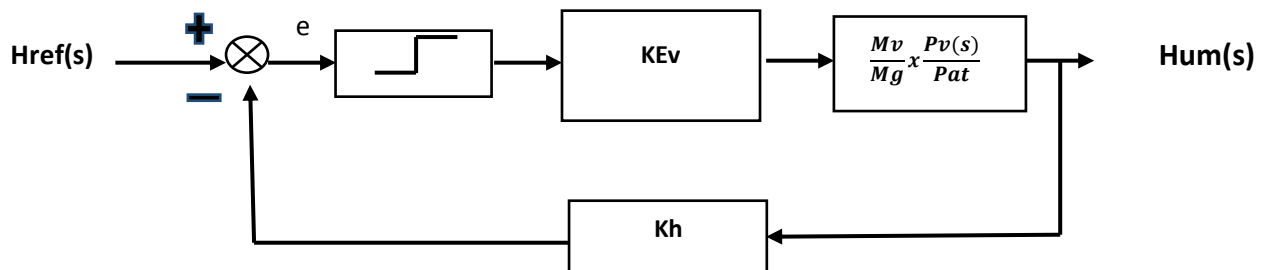 +
e
Href(s)
KEv
Mv/Mg x Pv(s)/Pat
Hum(s)
−
Kh